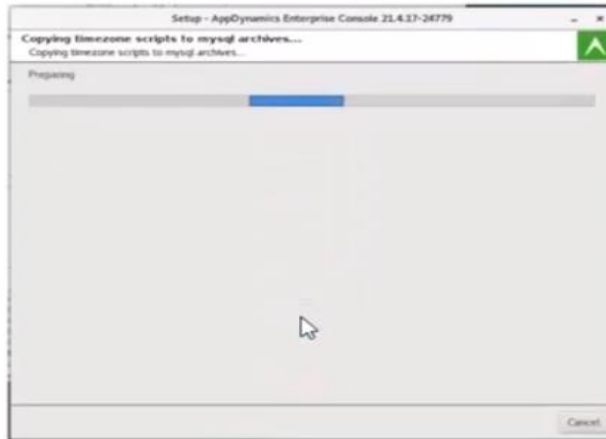 Setup - AppDynamics Enterprise Console 21.4.17-24779
Copying timezone scripts to mysql archives...
Copying timezone scripts to mysql archives...
Preparing
Cancel